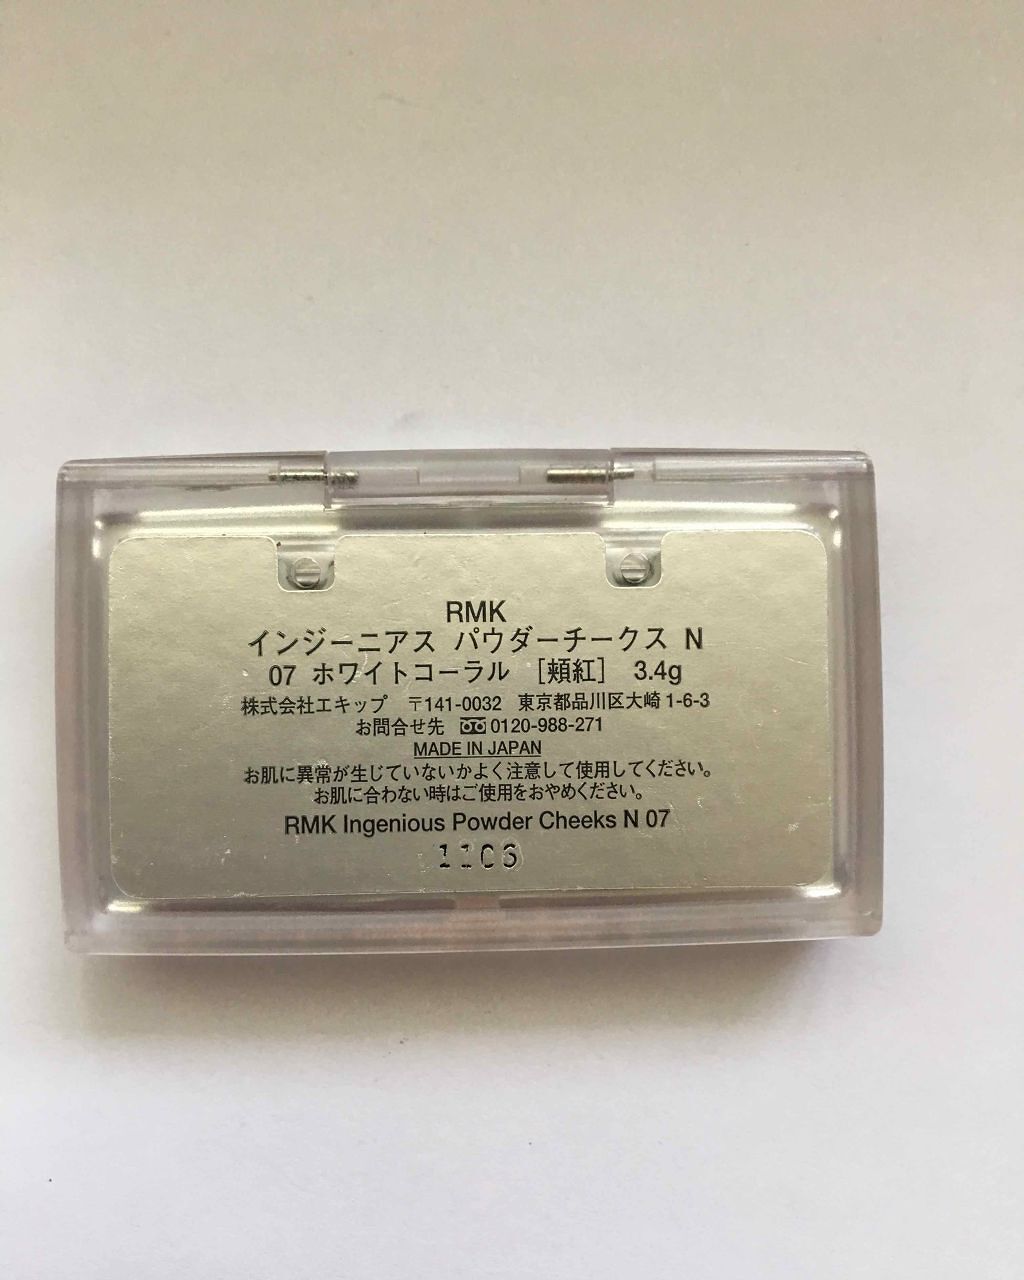 RMK
インジーニアス パウダーチークス N
07 ホワイトコーラル ［頬紅］ 3.4g
株式会社エキップ 〒141-0032 東京都品川区大崎1-6-3
お問合せ先 0120-988-271
MADE IN JAPAN
お肌に異常が生じていないかよく注意して使用してください。
お肌に合わない時はご使用をおやめください。
RMK Ingenious Powder Cheeks N 07